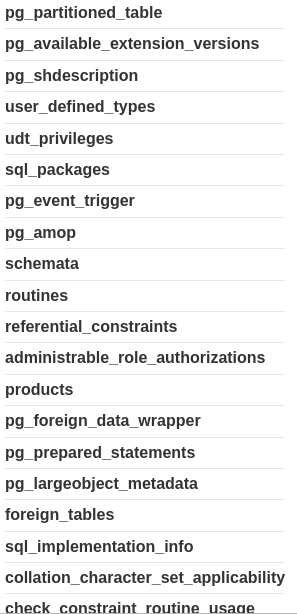 pg_partitioned_table
pg_available_extension_versions
pg_shdescription
user_defined_types
udt_privileges
sql_packages
pg_event_trigger
pg_amop
schemata
routines
referential_constraints
administrable_role_authorizations
products
pg_foreign_data_wrapper
pg_prepared_statements
pg_largeobject_metadata
foreign_tables
sql_implementation_info
collation_character_set_applicability
check_constraint_routine_usage